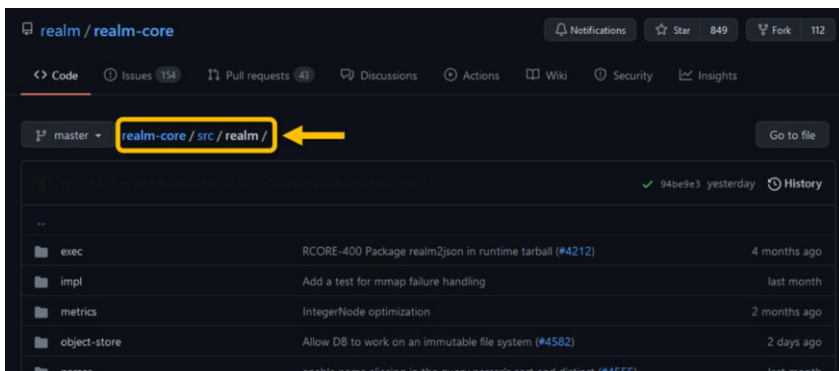 realm / realm-core
Notifications Star 849 Fork 112
Code Issues 154 Pull requests 43 Discussions Actions Wiki Security Insights
master realm-core / src / realm / Go to file
94be9e3 yesterday History
..
exec RCORE-400 Package realm2json in runtime tarball (#4212) 4 months ago
impl Add a test for mmap failure handling last month
metrics IntegerNode optimization 2 months ago
object-store Allow DB to work on an immutable file system (#4582) 2 days ago